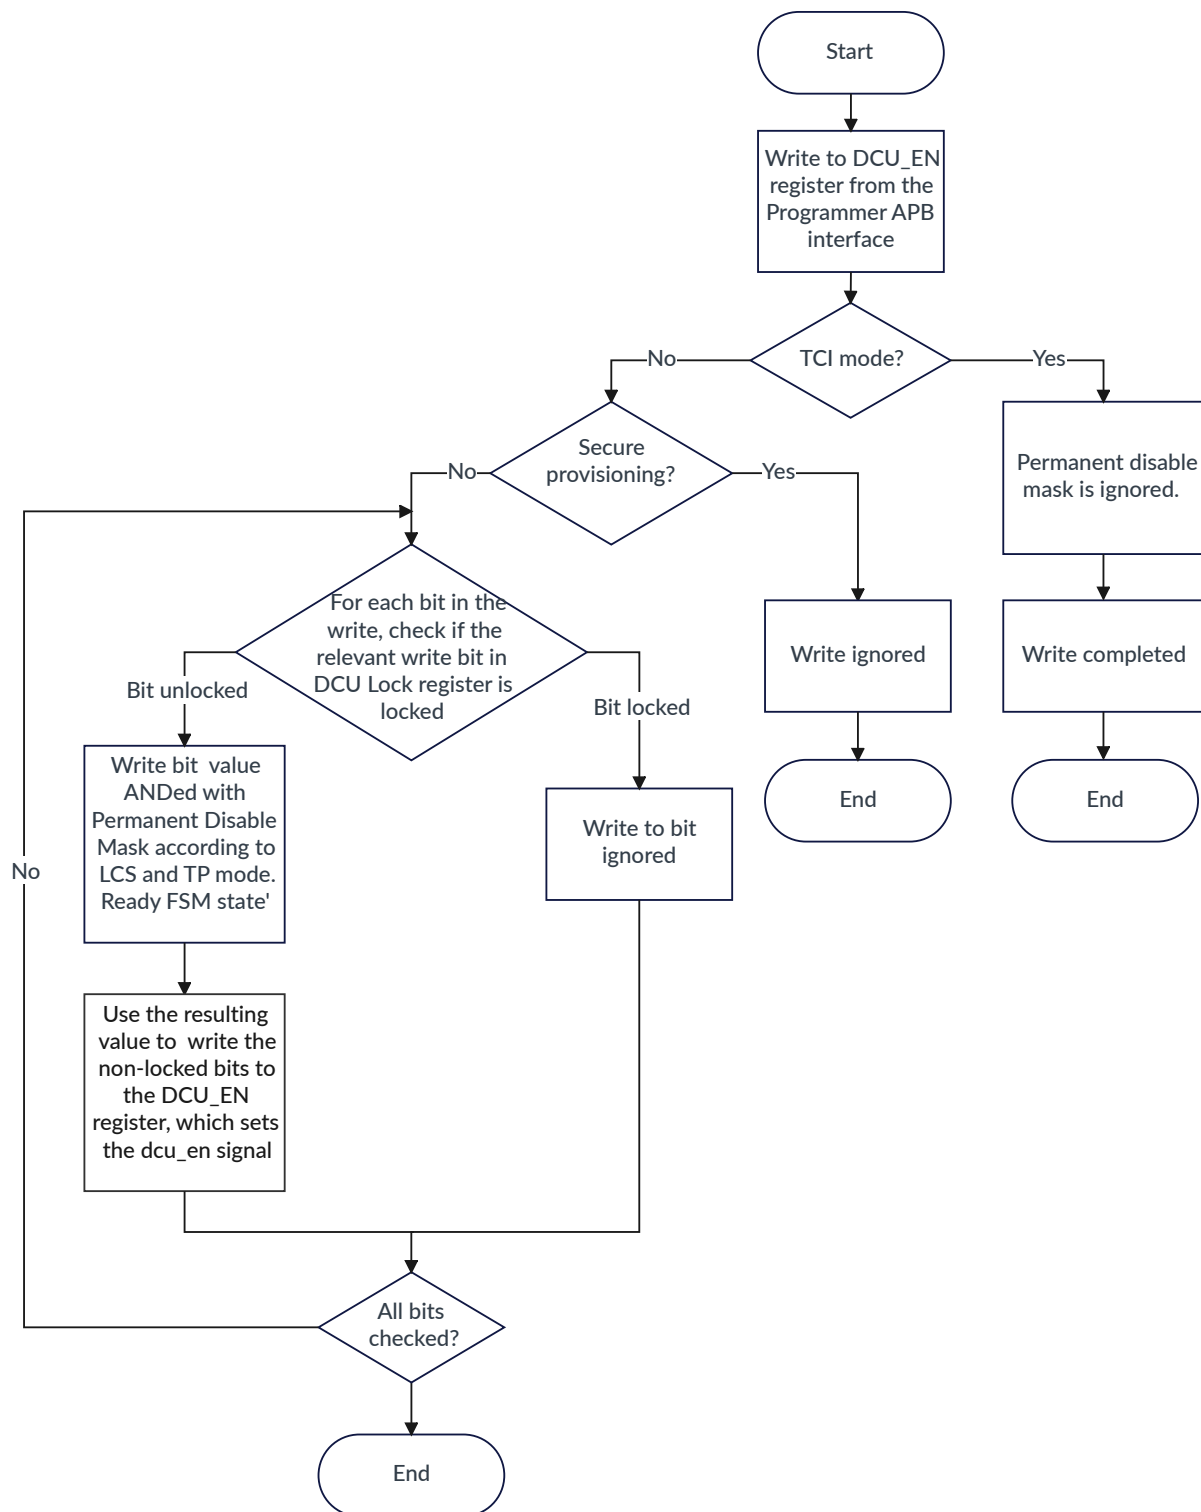 Start
Write to DCU_EN
register from the
Programmer APB
interface
TCI mode?
No
Yes
Secure
provisioning?
No
Yes
Permanent disable
mask is ignored.
For each bit in the
write, check if the
relevant write bit in
DCU Lock register is
locked
Bit unlocked
Bit locked
Write ignored
Write completed
End
End
Write bit  value
ANDed with
Permanent Disable
Mask according to
LCS and TP mode.
Ready FSM state'
Write to bit
ignored
No
Use the resulting
value to  write the
non-locked bits to
the DCU_EN
register, which sets
the dcu_en signal
All bits
checked?
End